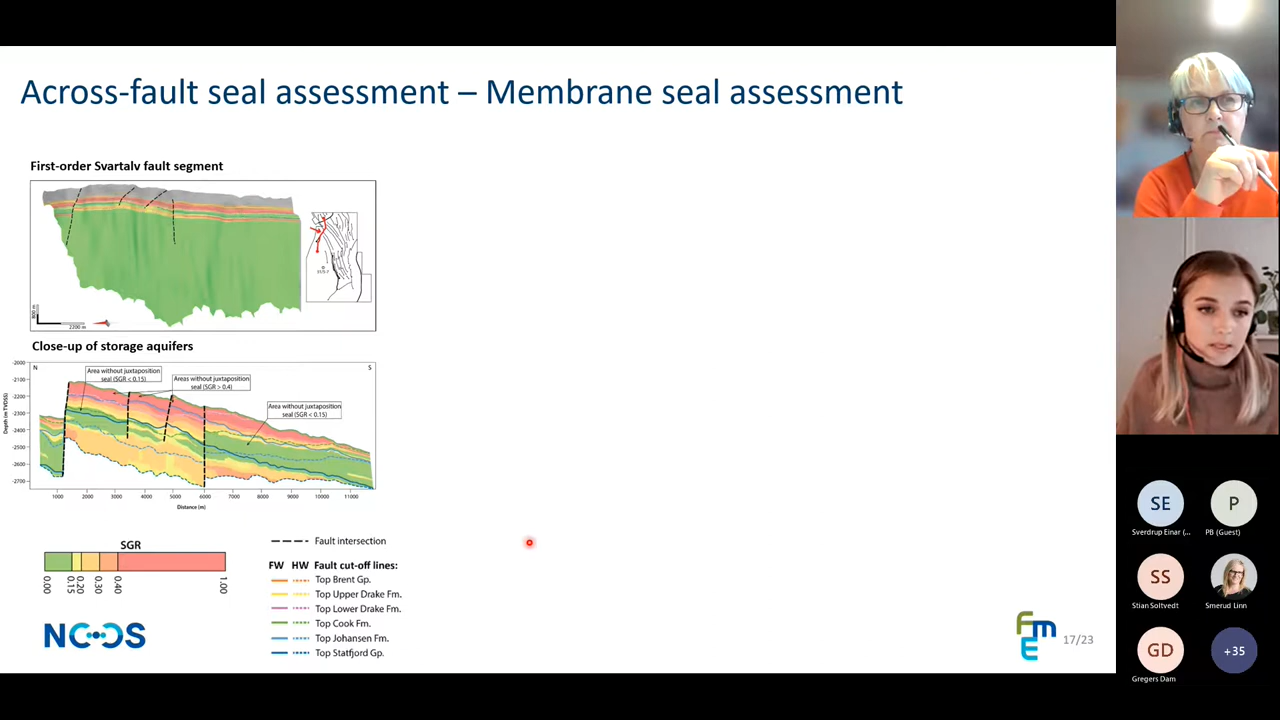 Across-fault seal assessment – Membrane seal assessment
First-order Svartalv fault segment
800 m
2200 m
Close-up of storage aquifers
N
S
Area without juxtaposition
seal (SGR < 0.15)
Areas without juxtaposition
seal (SGR > 0.4)
Area without juxtaposition
seal (SGR < 0.15)
Depth (m TVDSS)
-2000
-2100
-2200
-2300
-2400
-2500
-2600
-2700
1000 2000 3000 4000 5000 6000 7000 8000 9000 10000 11000
Distance (m)
SGR
0.00 0.15 0.20 0.30 0.40 1.00
Fault intersection
FW HW Fault cut-off lines:
Top Brent Gp.
Top Upper Drake Fm.
Top Lower Drake Fm.
Top Cook Fm.
Top Johansen Fm.
Top Statfjord Gp.
NCCS
FME
17/23
SE
Sverdrup Einar (...
P
PB (Guest)
SS
Stian Soltvedt
Smerud Linn
GD
Gregers Dam
+35